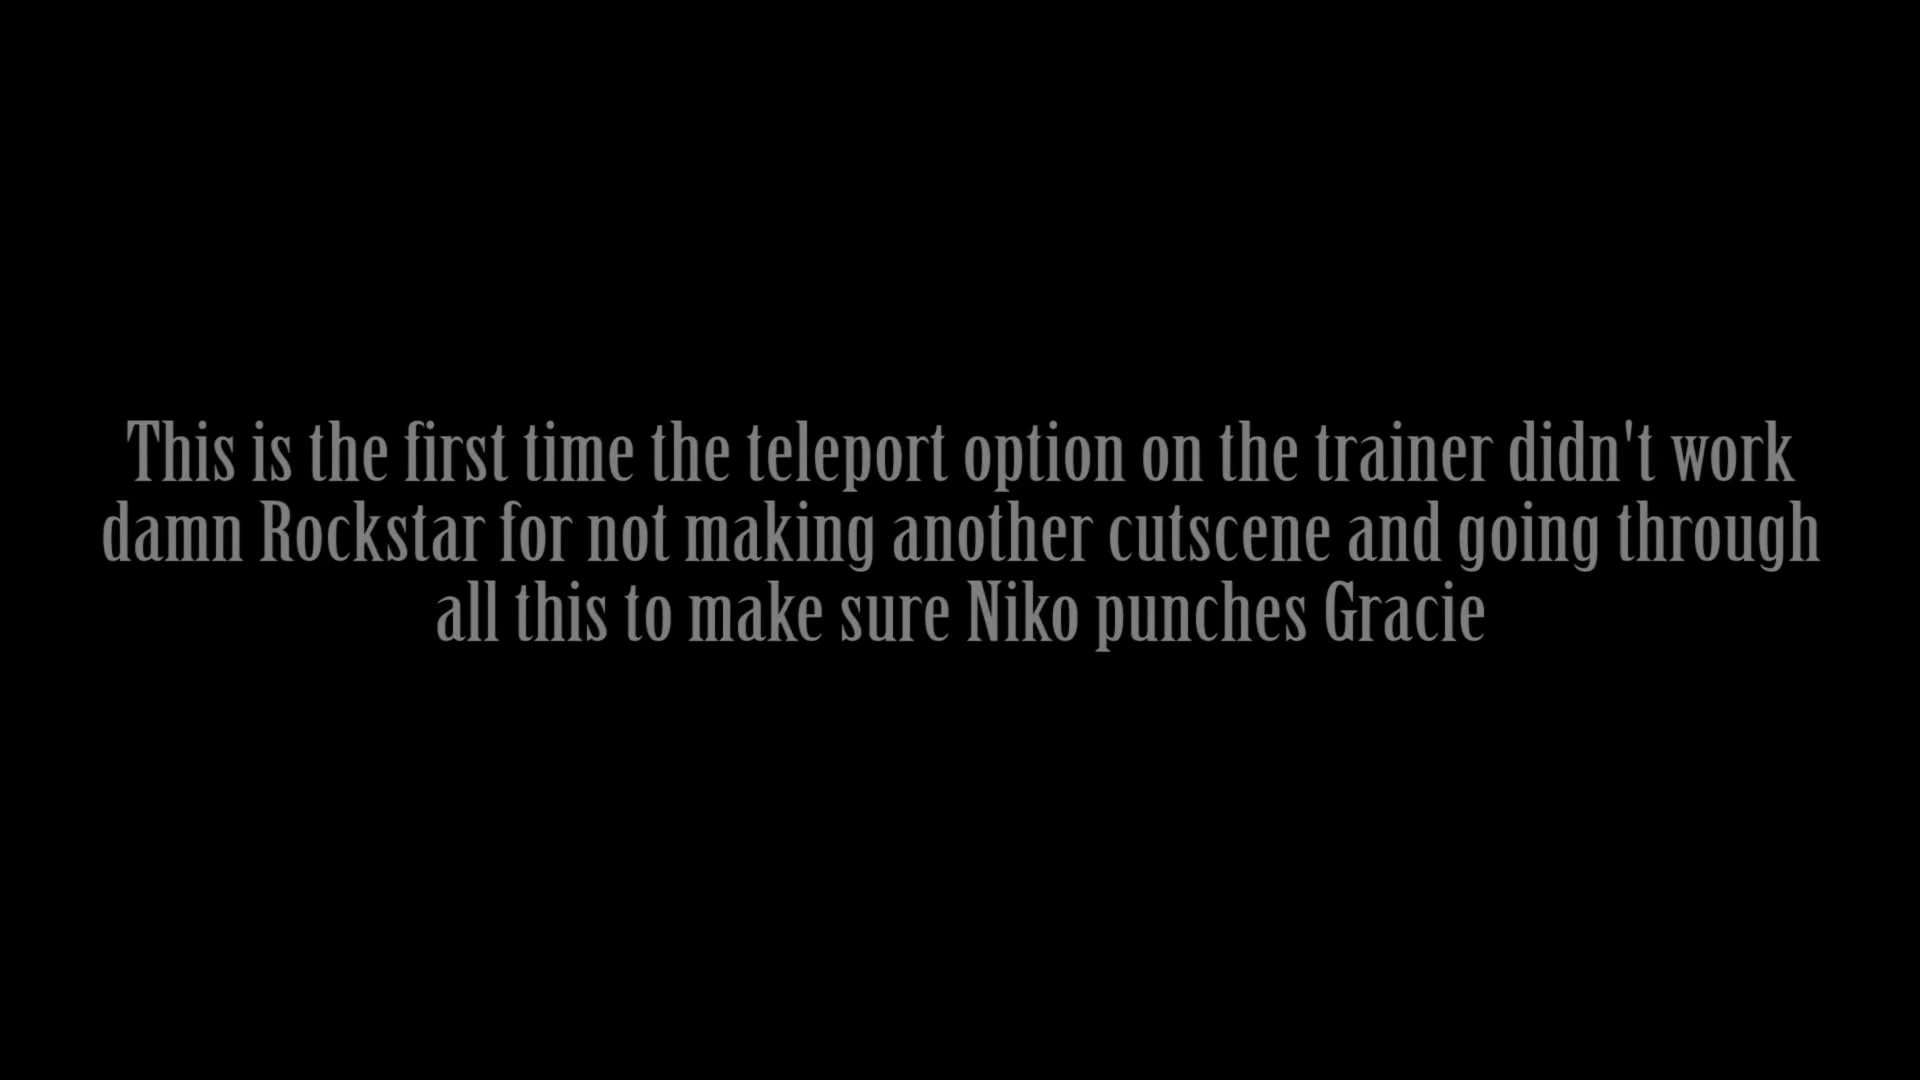 This is the first time the teleport option on the trainer didn't work
damn Rockstar for not making another cutscene and going through
all this to make sure Niko punches Gracie